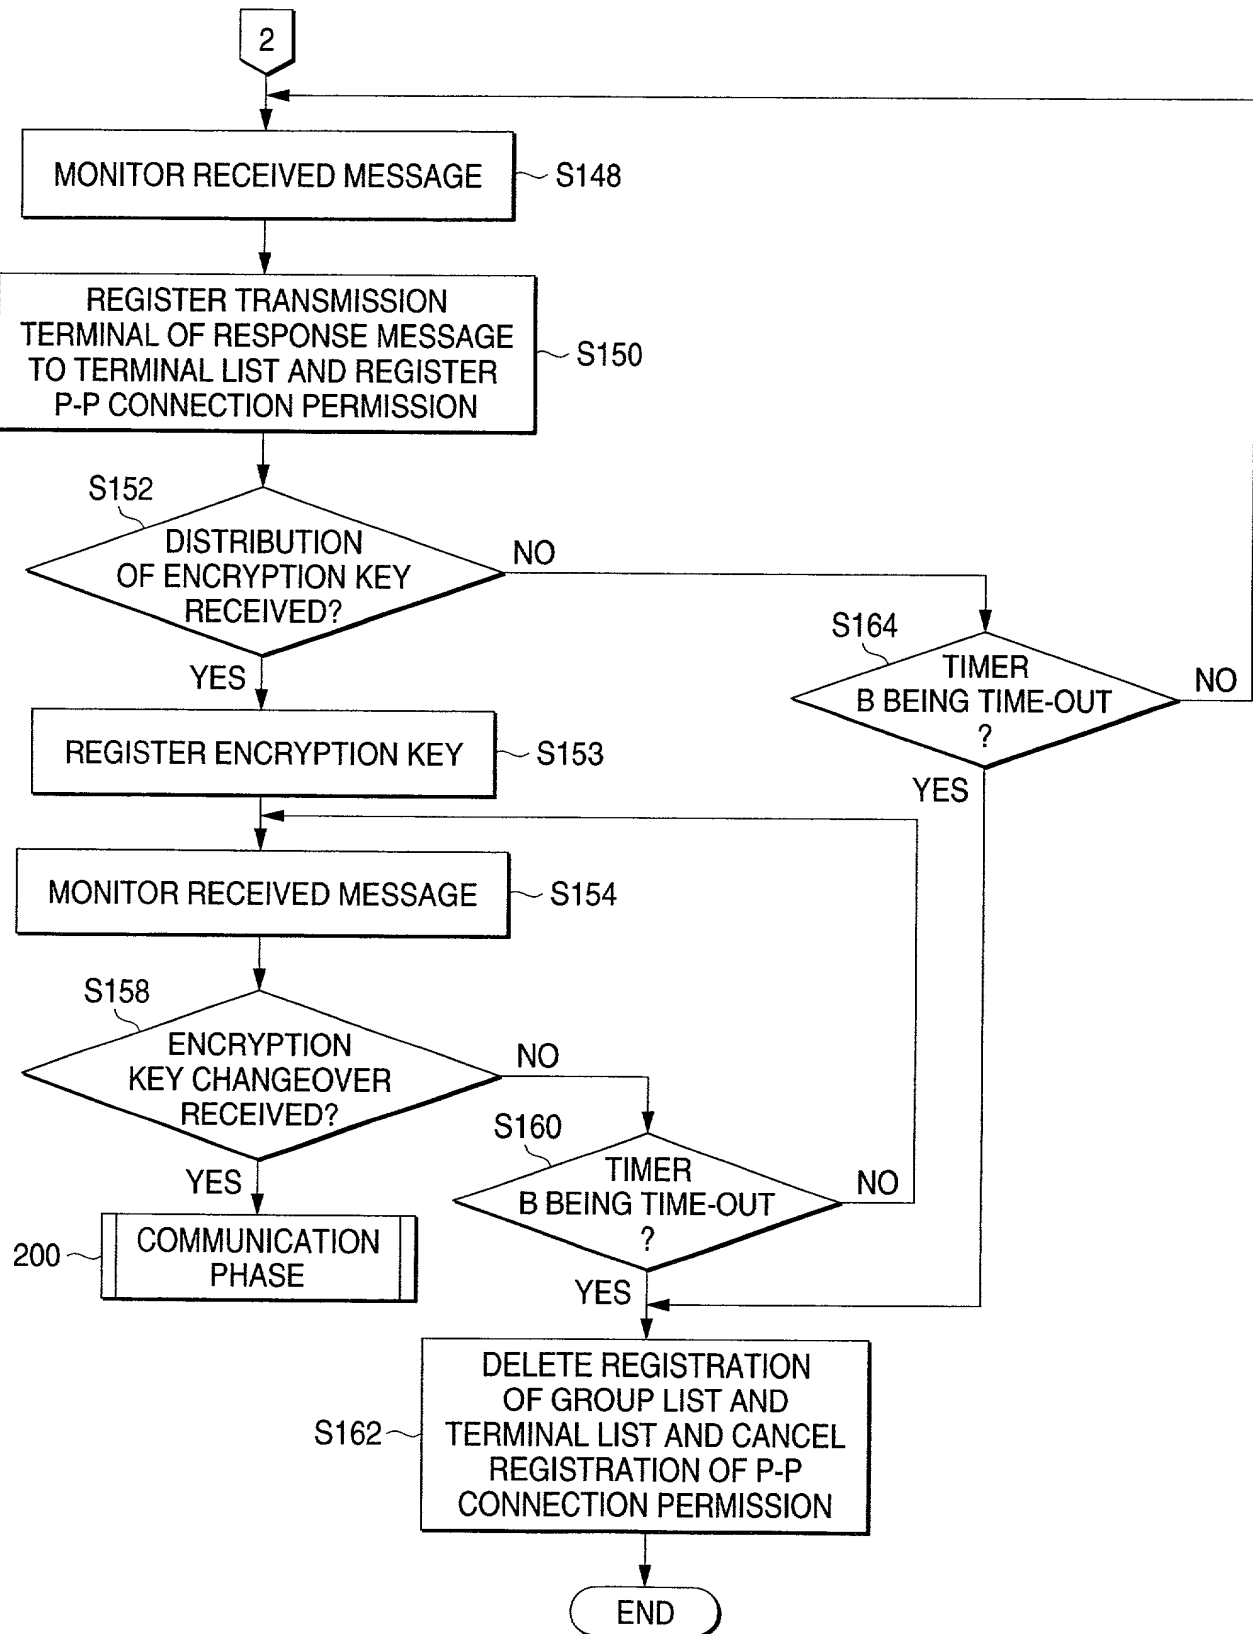 2
MONITOR RECEIVED MESSAGE
S148
REGISTER TRANSMISSION
TERMINAL OF RESPONSE MESSAGE
TO TERMINAL LIST AND REGISTER
P-P CONNECTION PERMISSION
S150
S152
DISTRIBUTION
OF ENCRYPTION KEY
RECEIVED?
NO
YES
S164
TIMER
B BEING TIME-OUT
?
NO
YES
REGISTER ENCRYPTION KEY
S153
MONITOR RECEIVED MESSAGE
S154
S158
ENCRYPTION
KEY CHANGEOVER
RECEIVED?
NO
YES
S160
TIMER
B BEING TIME-OUT
?
NO
YES
200
COMMUNICATION
PHASE
DELETE REGISTRATION
OF GROUP LIST AND
TERMINAL LIST AND CANCEL
REGISTRATION OF P-P
CONNECTION PERMISSION
S162
END